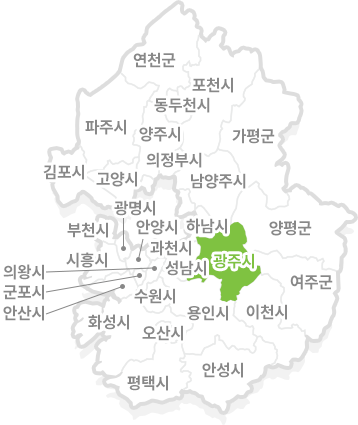 연천군
포천시
동두천시
파주시
양주시
가평군
의정부시
김포시
고양시
남양주시
광명시
부천시
안양시
하남시
양평군
과천시
시흥시
광주시
의왕시
성남시
여주군
군포시
수원시
안산시
용인시
이천시
화성시
오산시
안성시
평택시